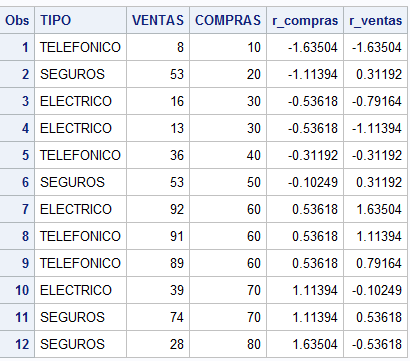 Obs TIPO VENTAS COMPRAS r_compras r_ventas
1 TELEFONICO 8 10 -1.63504 -1.63504
2 SEGUROS 53 20 -1.11394 0.31192
3 ELECTRICO 16 30 -0.53618 -0.79164
4 ELECTRICO 13 30 -0.53618 -1.11394
5 TELEFONICO 36 40 -0.31192 -0.31192
6 SEGUROS 53 50 -0.10249 0.31192
7 ELECTRICO 92 60 0.53618 1.63504
8 TELEFONICO 91 60 0.53618 1.11394
9 TELEFONICO 89 60 0.53618 0.79164
10 ELECTRICO 39 70 1.11394 -0.10249
11 SEGUROS 74 70 1.11394 0.53618
12 SEGUROS 28 80 1.63504 -0.53618